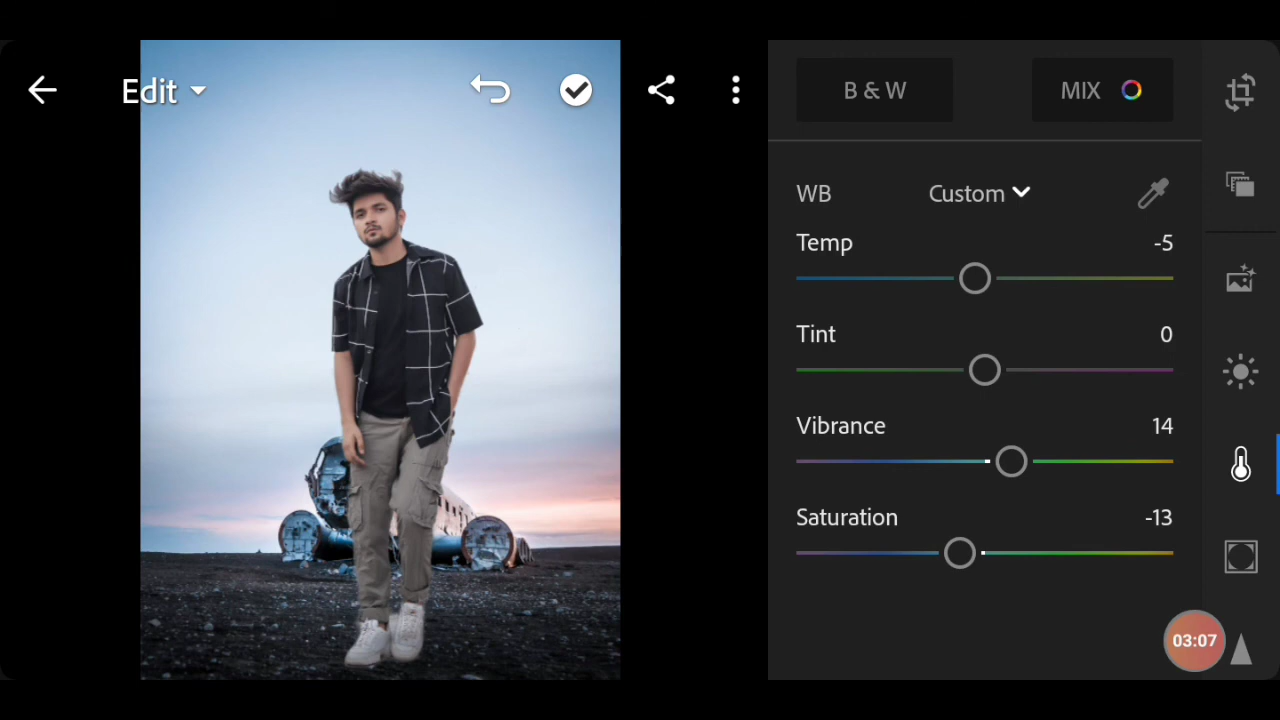 Edit
B & W
MIX
WB
Custom
Temp
-5
Tint
0
Vibrance
14
Saturation
-13
03:07